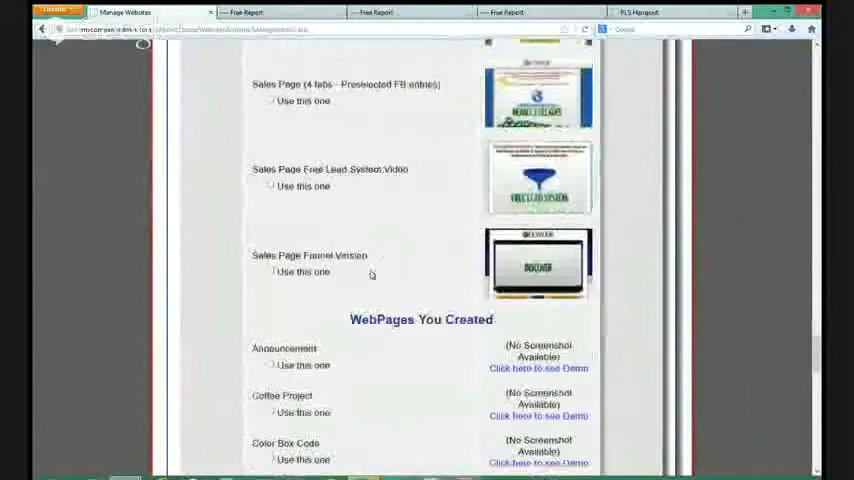 Manage Websites
Free Report
Free Report
Free Report
PLS Hangout
Google
Sales Page (4 tabs - Preselected FB entries)
Use this one
Sales Page Free Lead System Video
Use this one
FREE LEAD SYSTEM
Sales Page Funnel Version
Use this one
DISCOVER
WebPages You Created
Announcement
(No Screenshot
Available)
Use this one
Click here to see Demo
Coffee Project
(No Screenshot
Available)
Use this one
Click here to see Demo
Color Box Code
(No Screenshot
Available)
Use this one
Click here to see Demo